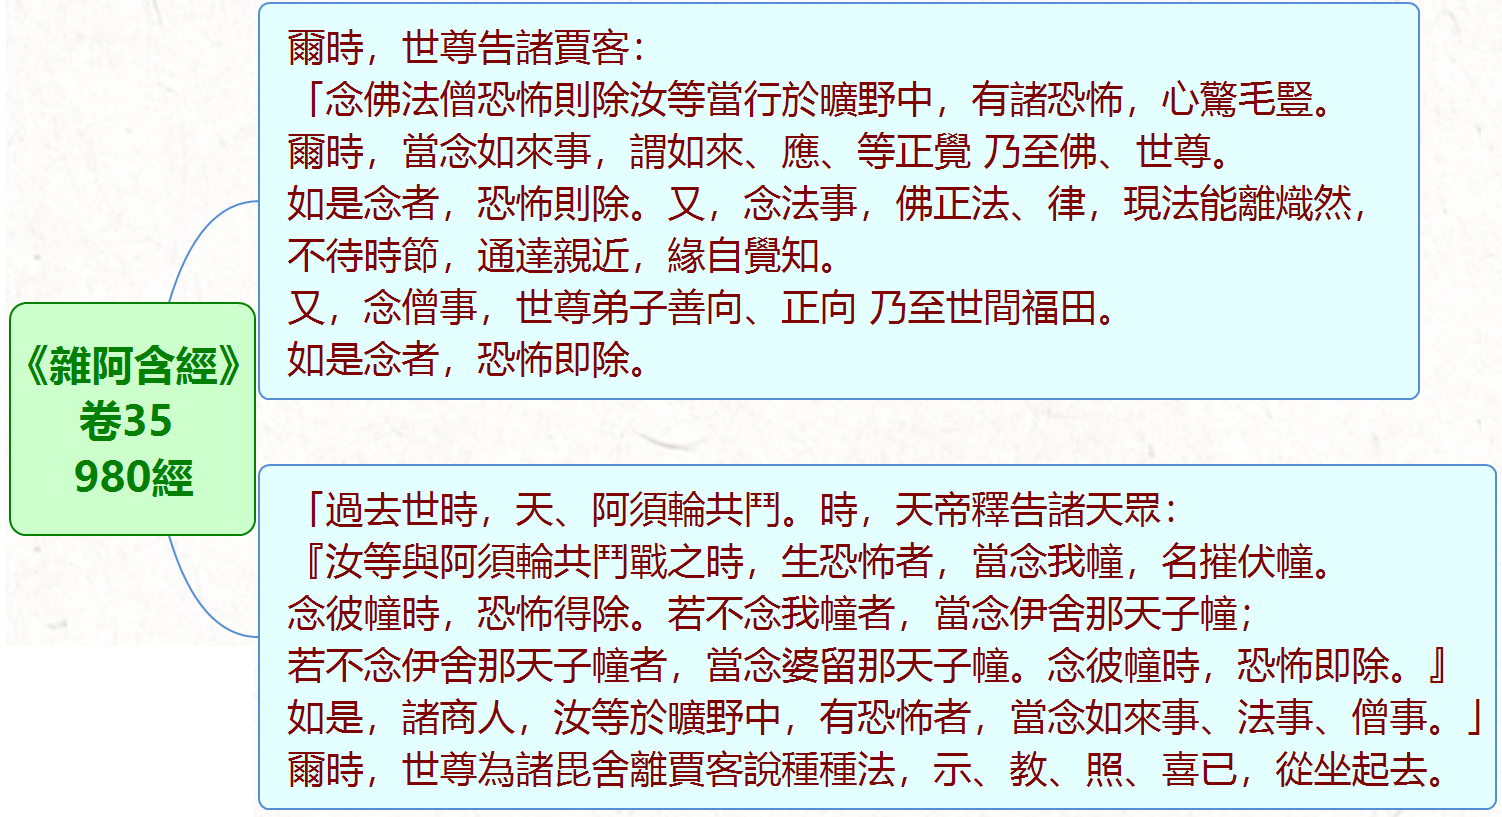 《雜阿含經》
卷35
980經
爾時，世尊告諸賈客：
「念佛法僧恐怖則除汝等當行於曠野中，有諸恐怖，心驚毛豎。
爾時，當念如來事，謂如來、應、等正覺 乃至佛、世尊。
如是念者，恐怖則除。又，念法事，佛正法、律，現法能離熾然，
不待時節，通達親近，緣自覺知。
又，念僧事，世尊弟子善向、正向 乃至世間福田。
如是念者，恐怖即除。
「過去世時，天、阿須輪共鬥。時，天帝釋告諸天眾：
『汝等與阿須輪共鬥戰之時，生恐怖者，當念我幢，名摧伏幢。
念彼幢時，恐怖得除。若不念我幢者，當念伊舍那天子幢；
若不念伊舍那天子幢者，當念婆留那天子幢。念彼幢時，恐怖即除。』
如是，諸商人，汝等於曠野中，有恐怖者，當念如來事、法事、僧事。」
爾時，世尊為諸毘舍離賈客說種種法，示、教、照、喜已，從坐起去。